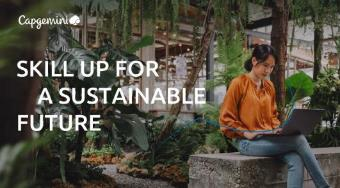 Capgemini
SKILL UP FOR
A SUSTAINABLE
FUTURE